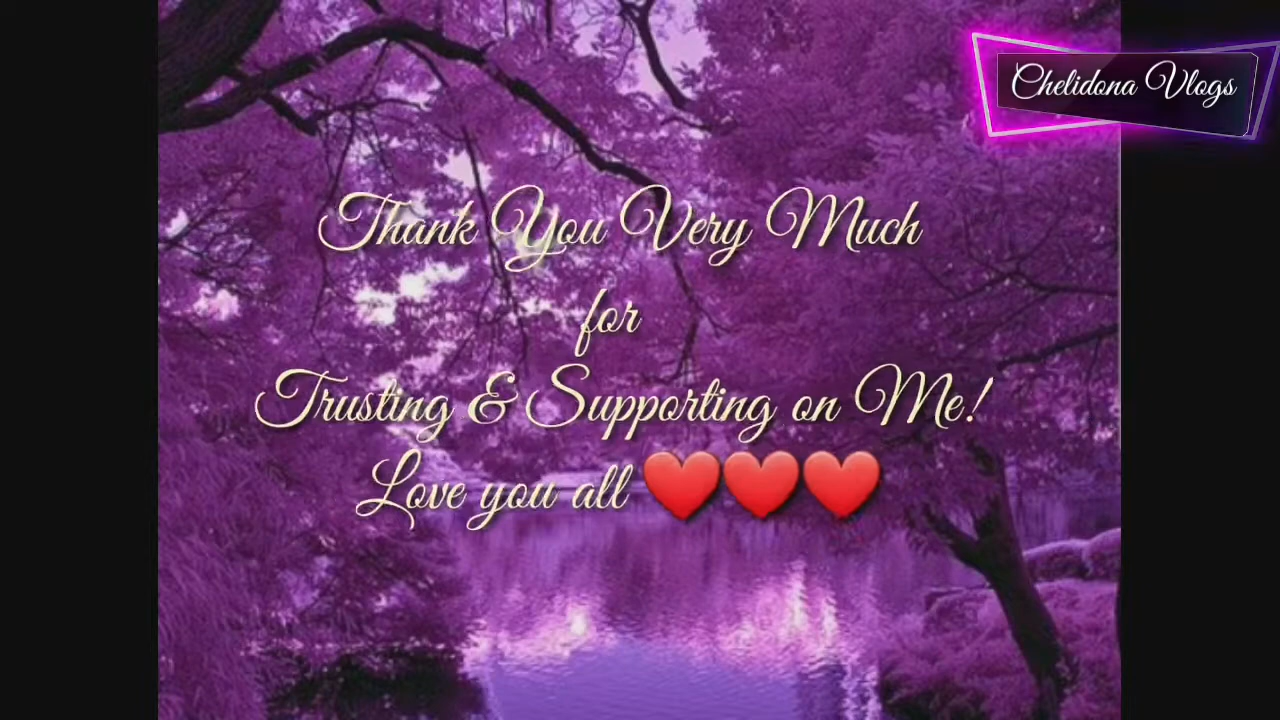 Chelidona Vlogs
Thank You Very Much
for
Trusting & Supporting on Me!
Love you all ❤️❤️❤️